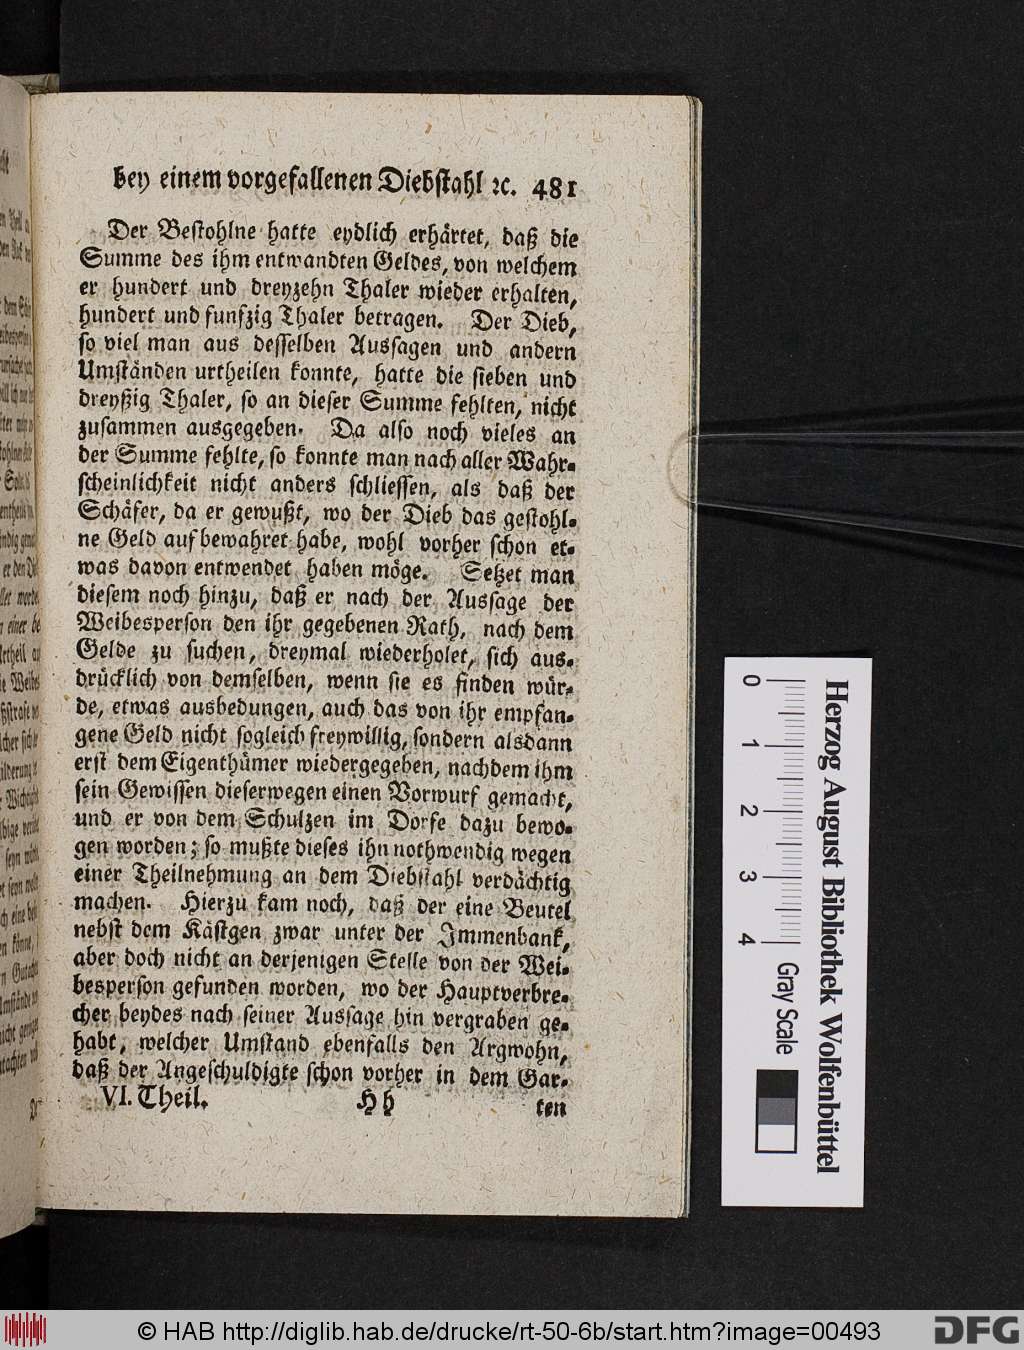 bey einem vorgefallenen Diebſtahl ꝛc. 481
Der Beſtohlne hatte eydlich erhärtet, daß die
Summe des ihm entwandten Geldes, von welchem
er hundert und dreyzehn Thaler wieder erhalten,
hundert und funfzig Thaler betragen. Der Dieb,
ſo viel man aus deſſelben Ausſagen und andern
Umſtänden urtheilen konnte, hatte die ſieben und
dreyßig Thaler, ſo an dieſer Summe fehlten, nicht
zuſammen ausgegeben. Da alſo noch vieles an
der Summe fehlte, ſo konnte man nach aller Wahr-
ſcheinlichkeit nicht anders ſchlieſſen, als daß der
Schäfer, da er gewußt, wo der Dieb das geſtohl-
ne Geld aufbewahret habe, wohl vorher ſchon et-
was davon entwendet haben möge. Setzet man
dieſem noch hinzu, daß er nach der Ausſage der
Weibesperſon den ihr gegebenen Rath, nach dem
Gelde zu ſuchen, dreymal wiederholet, ſich aus-
drücklich von demſelben, wenn ſie es finden wür-
de, etwas ausbedungen, auch das von ihr empfan-
gene Geld nicht ſogleich freywillig, ſondern alsdann
erſt dem Eigenthümer wiedergegeben, nachdem ihm
ſein Gewiſſen dieſerwegen einen Vorwurf gemacht,
und er von dem Schulzen im Dorfe dazu bewo-
gen worden; ſo mußte dieſes ihn nothwendig wegen
einer Theilnehmung an dem Diebſtahl verdächtig
machen. Hierzu kam noch, daß der eine Beutel
nebſt dem Käſtgen zwar unter der Immenbank,
aber doch nicht an derjenigen Stelle von der Wei-
besperſon gefunden worden, wo der Hauptverbre-
cher beydes nach ſeiner Ausſage hin vergraben ge-
habt, welcher Umſtand ebenfalls den Argwohn,
daß der Angeſchuldigte ſchon vorher in dem Gar-
VI. Theil. Hh ten
0 1 2 3 4
Gray Scale
Herzog August Bibliothek Wolfenbüttel
© HAB http://diglib.hab.de/drucke/rt-50-6b/start.htm?image=00493
DFG